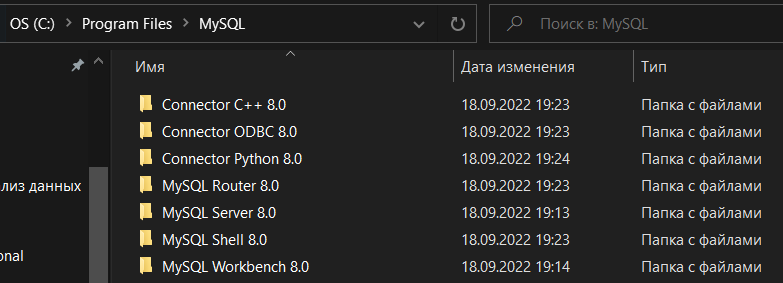 OS (C:) > Program Files > MySQL Поиск в: MySQL
Имя Дата изменения Тип
Connector C++ 8.0 18.09.2022 19:23 Папка с файлами
Connector ODBC 8.0 18.09.2022 19:23 Папка с файлами
Connector Python 8.0 18.09.2022 19:24 Папка с файлами
MySQL Router 8.0 18.09.2022 19:23 Папка с файлами
лиз данных
MySQL Server 8.0 18.09.2022 19:13 Папка с файлами
MySQL Shell 8.0 18.09.2022 19:23 Папка с файлами
onal
MySQL Workbench 8.0 18.09.2022 19:14 Папка с файлами